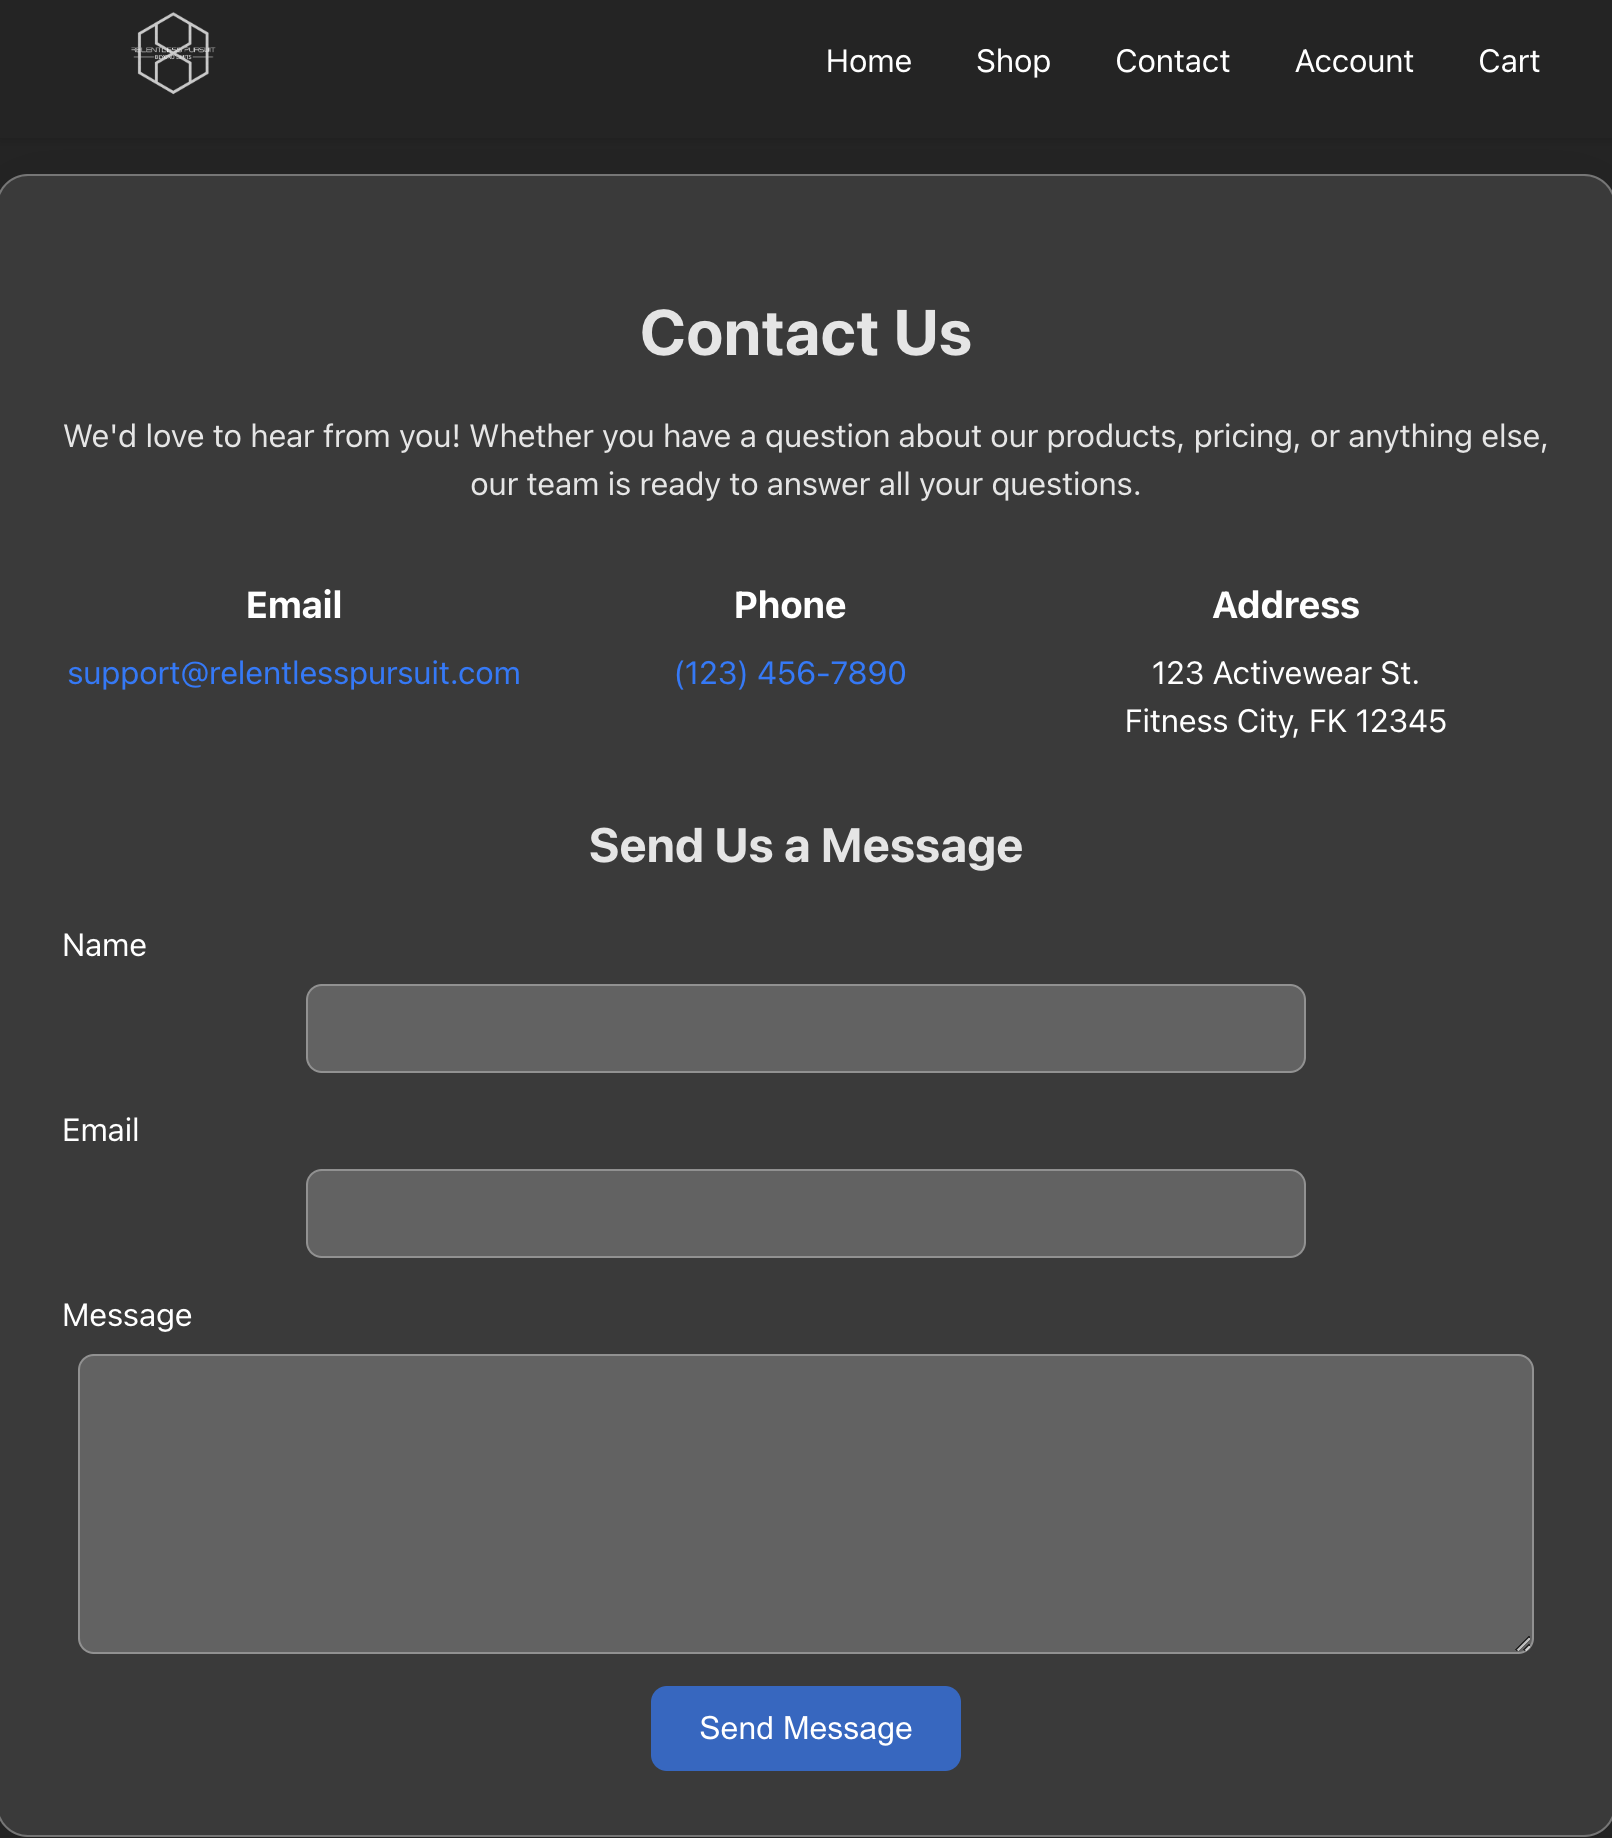 RELENTLESS PURSUIT
Home Shop Contact Account Cart
Contact Us
We'd love to hear from you! Whether you have a question about our products, pricing, or anything else,
our team is ready to answer all your questions.
Email Phone Address
support@relentlesspursuit.com (123) 456-7890 123 Activewear St.
Fitness City, FK 12345
Send Us a Message
Name
Email
Message
Send Message